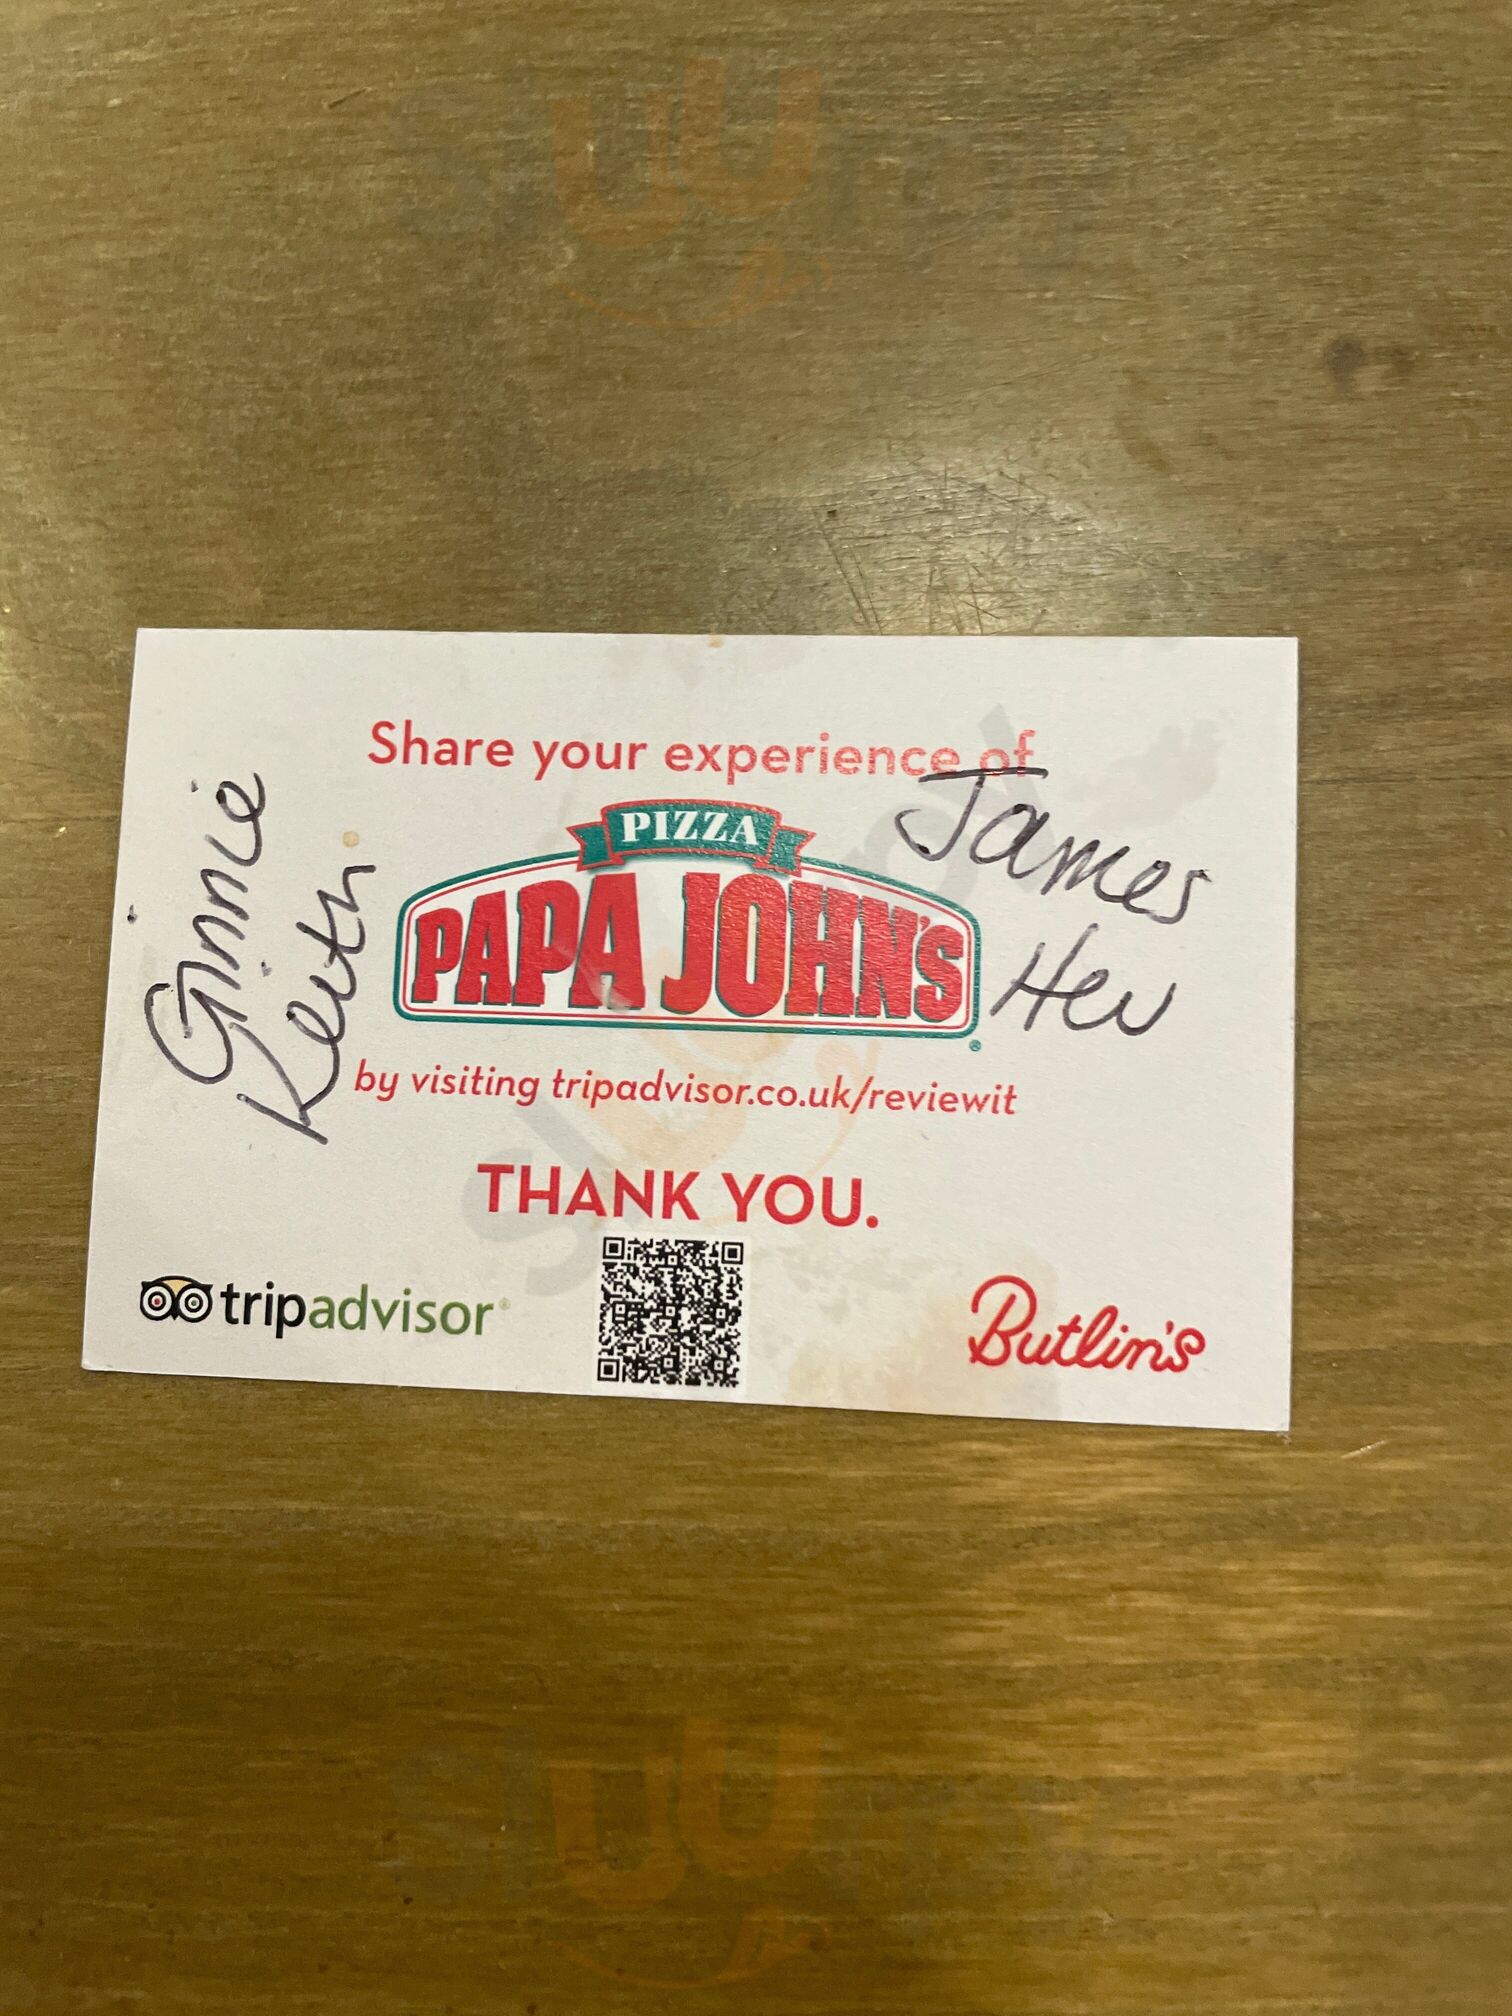 Share your experience of
PIZZA
PAPA JOHN'S
by visiting tripadvisor.co.uk/reviewit
THANK YOU.
tripadvisor
Butlin's
Ginnie
Keith
James
Hev